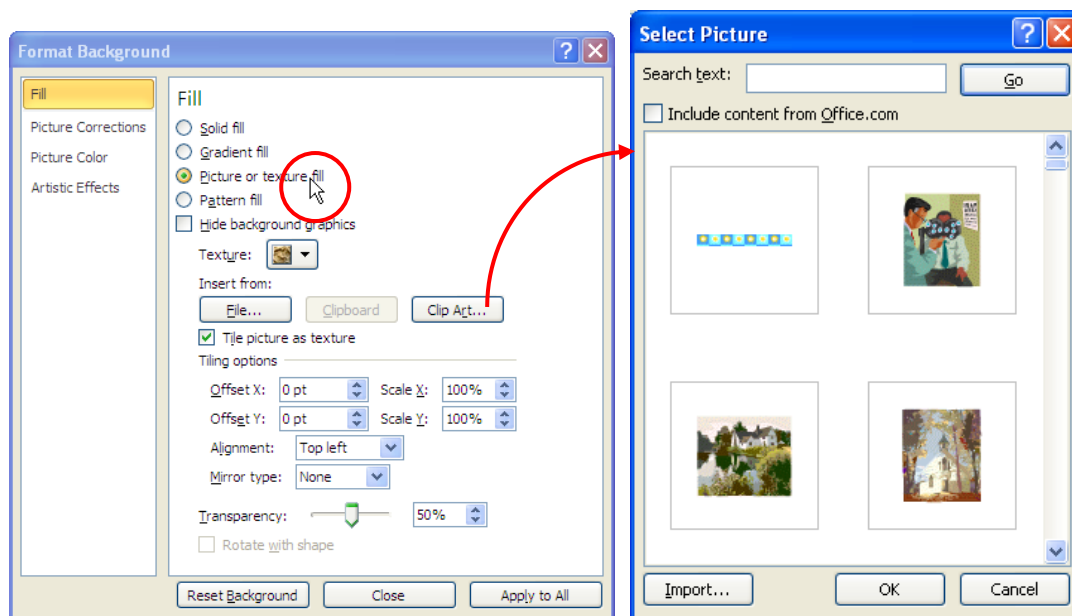 Format Background
Fill
Picture Corrections
Picture Color
Artistic Effects
Fill
Solid fill
Gradient fill
Picture or texture fill
Pattern fill
Hide background graphics
Texture:
Insert from:
File...
Clipboard
Clip Art...
Tile picture as texture
Tiling options
Offset X: 0 pt Scale X: 100%
Offset Y: 0 pt Scale Y: 100%
Alignment: Top left
Mirror type: None
Transparency: 50%
Rotate with shape
Reset Background
Close
Apply to All
Select Picture
Search text:
Go
Include content from Office.com
Import...
OK
Cancel